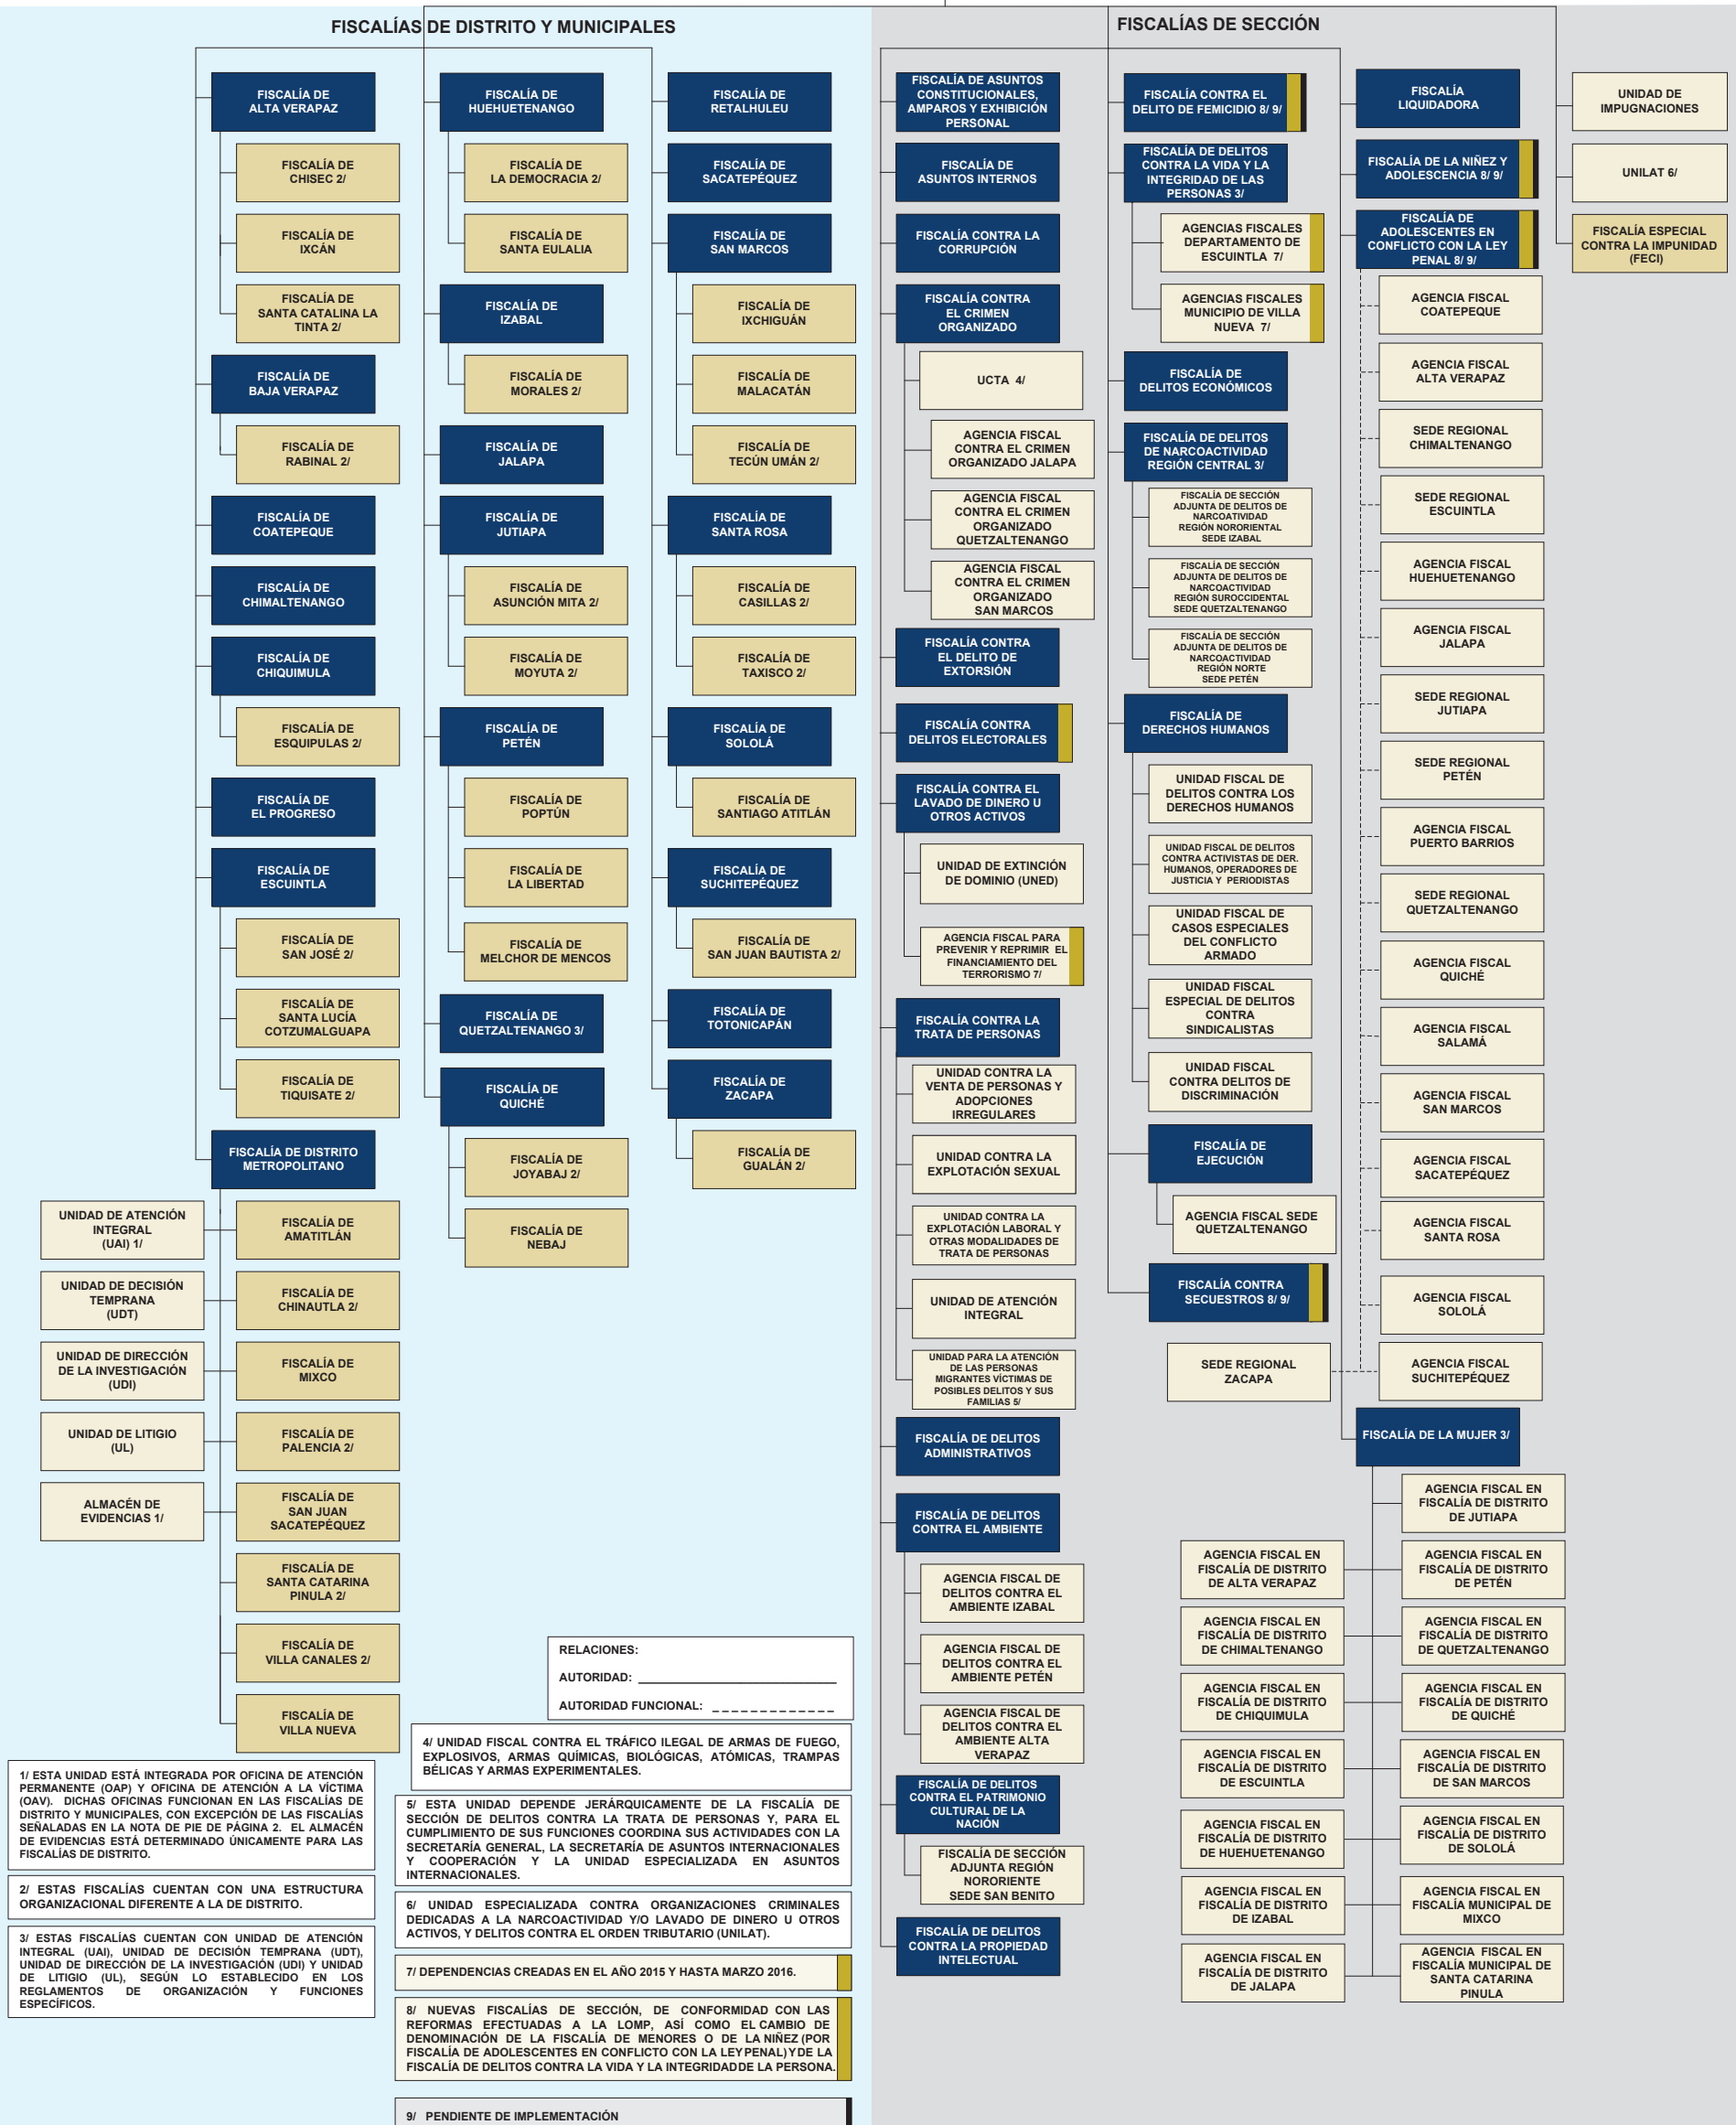 FISCALÍAS DE DISTRITO Y MUNICIPALES
FISCALÍA DE
ALTA VERAPAZ
FISCALÍA DE
CHISEC 2/
FISCALÍA DE
IXCÁN
FISCALÍA DE
SANTA CATALINA LA
TINTA 2/
FISCALÍA DE
BAJA VERAPAZ
FISCALÍA DE
RABINAL 2/
FISCALÍA DE
COATEPEQUE
FISCALÍA DE
CHIMALTENANGO
FISCALÍA DE
CHIQUIMULA
FISCALÍA DE
ESQUIPULAS 2/
FISCALÍA DE
EL PROGRESO
FISCALÍA DE
ESCUINTLA
FISCALÍA DE
SAN JOSÉ 2/
FISCALÍA DE
SANTA LUCÍA
COTZUMALGUAPA
FISCALÍA DE
TIQUISATE 2/
FISCALÍA DE DISTRITO
METROPOLITANO
UNIDAD DE ATENCIÓN
INTEGRAL
(UAI) 1/
UNIDAD DE DECISIÓN
TEMPRANA
(UDT)
UNIDAD DE DIRECCIÓN
DE LA INVESTIGACIÓN
(UDI)
UNIDAD DE LITIGIO
(UL)
ALMACÉN DE
EVIDENCIAS 1/
FISCALÍA DE
AMATITLÁN
FISCALÍA DE
CHINAUTLA 2/
FISCALÍA DE
MIXCO
FISCALÍA DE
PALENCIA 2/
FISCALÍA DE
SAN JUAN
SACATEPÉQUEZ
FISCALÍA DE
SANTA CATARINA
PINULA 2/
FISCALÍA DE
VILLA CANALES 2/
FISCALÍA DE
VILLA NUEVA
FISCALÍA DE
HUEHUETENANGO
FISCALÍA DE
LA DEMOCRACIA 2/
FISCALÍA DE
SANTA EULALIA
FISCALÍA DE
IZABAL
FISCALÍA DE
MORALES 2/
FISCALÍA DE
JALAPA
FISCALÍA DE
JUTIAPA
FISCALÍA DE
ASUNCIÓN MITA 2/
FISCALÍA DE
MOYUTA 2/
FISCALÍA DE
PETÉN
FISCALÍA DE
POPTÚN
FISCALÍA DE
LA LIBERTAD
FISCALÍA DE
MELCHOR DE MENCOS
FISCALÍA DE
QUETZALTENANGO 3/
FISCALÍA DE
QUICHÉ
FISCALÍA DE
JOYABAJ 2/
FISCALÍA DE
NEBAJ
FISCALÍA DE
RETALHULEU
FISCALÍA DE
SACATEPÉQUEZ
FISCALÍA DE
SAN MARCOS
FISCALÍA DE
IXCHIGUÁN
FISCALÍA DE
MALACATÁN
FISCALÍA DE
TECÚN UMÁN 2/
FISCALÍA DE
SANTA ROSA
FISCALÍA DE
CASILLAS 2/
FISCALÍA DE
TAXISCO 2/
FISCALÍA DE
SOLOLÁ
FISCALÍA DE
SANTIAGO ATITLÁN
FISCALÍA DE
SUCHITEPÉQUEZ
FISCALÍA DE
SAN JUAN BAUTISTA 2/
FISCALÍA DE
TOTONICAPÁN
FISCALÍA DE
ZACAPA
FISCALÍA DE
GUALÁN 2/
RELACIONES:
AUTORIDAD:
AUTORIDAD FUNCIONAL:
1/ ESTA UNIDAD ESTÁ INTEGRADA POR OFICINA DE ATENCIÓN
PERMANENTE (OAP) Y OFICINA DE ATENCIÓN A LA VÍCTIMA
(OAV). DICHAS OFICINAS FUNCIONAN EN LAS FISCALÍAS DE
DISTRITO Y MUNICIPALES, CON EXCEPCIÓN DE LAS FISCALÍAS
SEÑALADAS EN LA NOTA DE PIE DE PÁGINA 2. EL ALMACÉN
DE EVIDENCIAS ESTÁ DETERMINADO ÚNICAMENTE PARA LAS
FISCALÍAS DE DISTRITO.
2/ ESTAS FISCALÍAS CUENTAN CON UNA ESTRUCTURA
ORGANIZACIONAL DIFERENTE A LA DE DISTRITO.
3/ ESTAS FISCALÍAS CUENTAN CON UNIDAD DE ATENCIÓN
INTEGRAL (UAI), UNIDAD DE DECISIÓN TEMPRANA (UDT),
UNIDAD DE DIRECCIÓN DE LA INVESTIGACIÓN (UDI) Y UNIDAD
DE LITIGIO (UL), SEGÚN LO ESTABLECIDO EN LOS
REGLAMENTOS DE ORGANIZACIÓN Y FUNCIONES
ESPECÍFICOS.
4/ UNIDAD FISCAL CONTRA EL TRÁFICO ILEGAL DE ARMAS DE FUEGO,
EXPLOSIVOS, ARMAS QUÍMICAS, BIOLÓGICAS, ATÓMICAS, TRAMPAS
BÉLICAS Y ARMAS EXPERIMENTALES.
5/ ESTA UNIDAD DEPENDE JERÁRQUICAMENTE DE LA FISCALÍA DE
SECCIÓN DE DELITOS CONTRA LA TRATA DE PERSONAS Y, PARA EL
CUMPLIMIENTO DE SUS FUNCIONES COORDINA SUS ACTIVIDADES CON LA
SECRETARÍA GENERAL, LA SECRETARÍA DE ASUNTOS INTERNACIONALES
Y COOPERACIÓN Y LA UNIDAD ESPECIALIZADA EN ASUNTOS
INTERNACIONALES.
6/ UNIDAD ESPECIALIZADA CONTRA ORGANIZACIONES CRIMINALES
DEDICADAS A LA NARCOACTIVIDAD Y/O LAVADO DE DINERO U OTROS
ACTIVOS, Y DELITOS CONTRA EL ORDEN TRIBUTARIO (UNILAT).
7/ DEPENDENCIAS CREADAS EN EL AÑO 2015 Y HASTA MARZO 2016.
8/ NUEVAS FISCALÍAS DE SECCIÓN, DE CONFORMIDAD CON LAS
REFORMAS EFECTUADAS A LA LOMP, ASÍ COMO EL CAMBIO DE
DENOMINACIÓN DE LA FISCALÍA DE MENORES O DE LA NIÑEZ (POR
FISCALÍA DE ADOLESCENTES EN CONFLICTO CON LA LEY PENAL) Y DE LA
FISCALÍA DE DELITOS CONTRA LA VIDA Y LA INTEGRIDAD DE LA PERSONA.
9/ PENDIENTE DE IMPLEMENTACIÓN
FISCALÍAS DE SECCIÓN
FISCALÍA DE ASUNTOS
CONSTITUCIONALES,
AMPAROS Y EXHIBICIÓN
PERSONAL
FISCALÍA DE
ASUNTOS INTERNOS
FISCALÍA CONTRA LA
CORRUPCIÓN
FISCALÍA CONTRA
EL CRIMEN
ORGANIZADO
UCTA 4/
AGENCIA FISCAL
CONTRA EL CRIMEN
ORGANIZADO JALAPA
AGENCIA FISCAL
CONTRA EL CRIMEN
ORGANIZADO
QUETZALTENANGO
AGENCIA FISCAL
CONTRA EL CRIMEN
ORGANIZADO
SAN MARCOS
FISCALÍA CONTRA
EL DELITO DE
EXTORSIÓN
FISCALÍA CONTRA
DELITOS ELECTORALES
FISCALÍA CONTRA EL
LAVADO DE DINERO U
OTROS ACTIVOS
UNIDAD DE EXTINCIÓN
DE DOMINIO (UNED)
AGENCIA FISCAL PARA
PREVENIR Y REPRIMIR EL
FINANCIAMIENTO DEL
TERRORISMO 7/
FISCALÍA CONTRA LA
TRATA DE PERSONAS
UNIDAD CONTRA LA
VENTA DE PERSONAS Y
ADOPCIONES
IRREGULARES
UNIDAD CONTRA LA
EXPLOTACIÓN SEXUAL
UNIDAD CONTRA LA
EXPLOTACIÓN LABORAL Y
OTRAS MODALIDADES DE
TRATA DE PERSONAS
UNIDAD DE ATENCIÓN
INTEGRAL
UNIDAD PARA LA ATENCIÓN
DE LAS PERSONAS
MIGRANTES VÍCTIMAS DE
POSIBLES DELITOS Y SUS
FAMILIAS 5/
FISCALÍA DE DELITOS
ADMINISTRATIVOS
FISCALÍA DE DELITOS
CONTRA EL AMBIENTE
AGENCIA FISCAL DE
DELITOS CONTRA EL
AMBIENTE IZABAL
AGENCIA FISCAL DE
DELITOS CONTRA EL
AMBIENTE PETÉN
AGENCIA FISCAL DE
DELITOS CONTRA EL
AMBIENTE ALTA
VERAPAZ
FISCALÍA DE DELITOS
CONTRA EL PATRIMONIO
CULTURAL DE LA
NACIÓN
FISCALÍA DE SECCIÓN
ADJUNTA REGIÓN
NORORIENTE
SEDE SAN BENITO
FISCALÍA DE DELITOS
CONTRA LA PROPIEDAD
INTELECTUAL
FISCALÍA CONTRA EL
DELITO DE FEMICIDIO 8/ 9/
FISCALÍA DE DELITOS
CONTRA LA VIDA Y LA
INTEGRIDAD DE LAS
PERSONAS 3/
AGENCIAS FISCALES
DEPARTAMENTO DE
ESCUINTLA 7/
AGENCIAS FISCALES
MUNICIPIO DE VILLA
NUEVA 7/
FISCALÍA DE
DELITOS ECONÓMICOS
FISCALÍA DE DELITOS
DE NARCOACTIVIDAD
REGIÓN CENTRAL 3/
FISCALÍA DE SECCIÓN
ADJUNTA DE DELITOS DE
NARCOATIVIDAD
REGIÓN NORORIENTAL
SEDE IZABAL
FISCALÍA DE SECCIÓN
ADJUNTA DE DELITOS DE
NARCOACTIVIDAD
REGIÓN SUROCCIDENTAL
SEDE QUETZALTENANGO
FISCALÍA DE SECCIÓN
ADJUNTA DE DELITOS DE
NARCOACTIVIDAD
REGIÓN NORTE
SEDE PETÉN
FISCALÍA DE
DERECHOS HUMANOS
UNIDAD FISCAL DE
DELITOS CONTRA LOS
DERECHOS HUMANOS
UNIDAD FISCAL DE DELITOS
CONTRA ACTIVISTAS DE DER.
HUMANOS, OPERADORES DE
JUSTICIA Y PERIODISTAS
UNIDAD FISCAL DE
CASOS ESPECIALES
DEL CONFLICTO
ARMADO
UNIDAD FISCAL
ESPECIAL DE DELITOS
CONTRA
SINDICALISTAS
UNIDAD FISCAL
CONTRA DELITOS DE
DISCRIMINACIÓN
FISCALÍA DE
EJECUCIÓN
AGENCIA FISCAL SEDE
QUETZALTENANGO
FISCALÍA CONTRA
SECUESTROS 8/ 9/
FISCALÍA
LIQUIDADORA
FISCALÍA DE LA NIÑEZ Y
ADOLESCENCIA 8/ 9/
FISCALÍA DE
ADOLESCENTES EN
CONFLICTO CON LA LEY
PENAL 8/ 9/
AGENCIA FISCAL
COATEPEQUE
AGENCIA FISCAL
ALTA VERAPAZ
SEDE REGIONAL
CHIMALTENANGO
SEDE REGIONAL
ESCUINTLA
AGENCIA FISCAL
HUEHUETENANGO
AGENCIA FISCAL
JALAPA
SEDE REGIONAL
JUTIAPA
SEDE REGIONAL
PETÉN
AGENCIA FISCAL
PUERTO BARRIOS
SEDE REGIONAL
QUETZALTENANGO
AGENCIA FISCAL
QUICHÉ
AGENCIA FISCAL
SALAMÁ
AGENCIA FISCAL
SAN MARCOS
AGENCIA FISCAL
SACATEPÉQUEZ
AGENCIA FISCAL
SANTA ROSA
AGENCIA FISCAL
SOLOLÁ
SEDE REGIONAL
ZACAPA
AGENCIA FISCAL
SUCHITEPÉQUEZ
FISCALÍA DE LA MUJER 3/
AGENCIA FISCAL EN
FISCALÍA DE DISTRITO
DE JUTIAPA
AGENCIA FISCAL EN
FISCALÍA DE DISTRITO
DE ALTA VERAPAZ
AGENCIA FISCAL EN
FISCALÍA DE DISTRITO
DE PETÉN
AGENCIA FISCAL EN
FISCALÍA DE DISTRITO
DE CHIMALTENANGO
AGENCIA FISCAL EN
FISCALÍA DE DISTRITO
DE QUETZALTENANGO
AGENCIA FISCAL EN
FISCALÍA DE DISTRITO
DE CHIQUIMULA
AGENCIA FISCAL EN
FISCALÍA DE DISTRITO
DE QUICHÉ
AGENCIA FISCAL EN
FISCALÍA DE DISTRITO
DE ESCUINTLA
AGENCIA FISCAL EN
FISCALÍA DE DISTRITO
DE SAN MARCOS
AGENCIA FISCAL EN
FISCALÍA DE DISTRITO
DE HUEHUETENANGO
AGENCIA FISCAL EN
FISCALÍA DE DISTRITO
DE SOLOLÁ
AGENCIA FISCAL EN
FISCALÍA DE DISTRITO
DE IZABAL
AGENCIA FISCAL EN
FISCALÍA MUNICIPAL DE
MIXCO
AGENCIA FISCAL EN
FISCALÍA DE DISTRITO
DE JALAPA
AGENCIA FISCAL EN
FISCALÍA MUNICIPAL DE
SANTA CATARINA
PINULA
UNIDAD DE
IMPUGNACIONES
UNILAT 6/
FISCALÍA ESPECIAL
CONTRA LA IMPUNIDAD
(FECI)